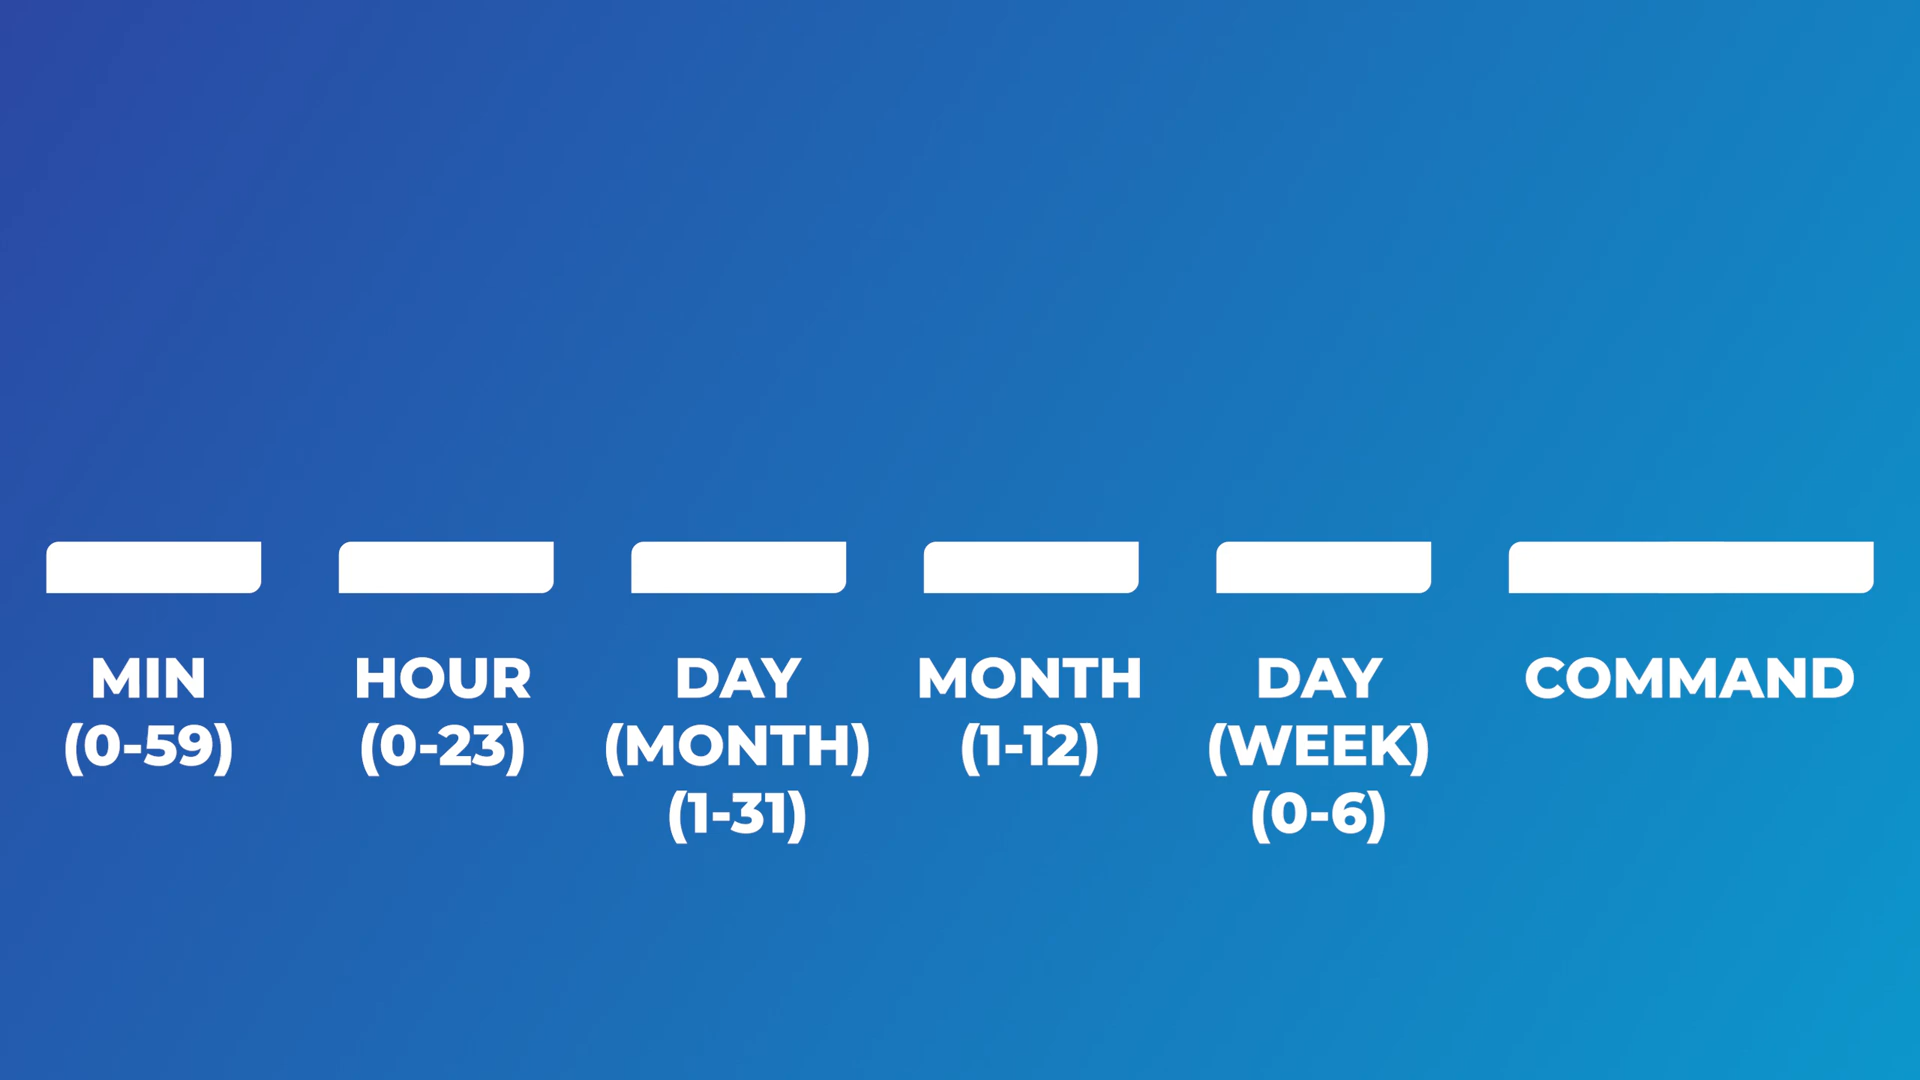 MIN
(0-59)
HOUR
(0-23)
DAY
(MONTH)
(1-31)
MONTH
(1-12)
DAY
(WEEK)
(0-6)
COMMAND